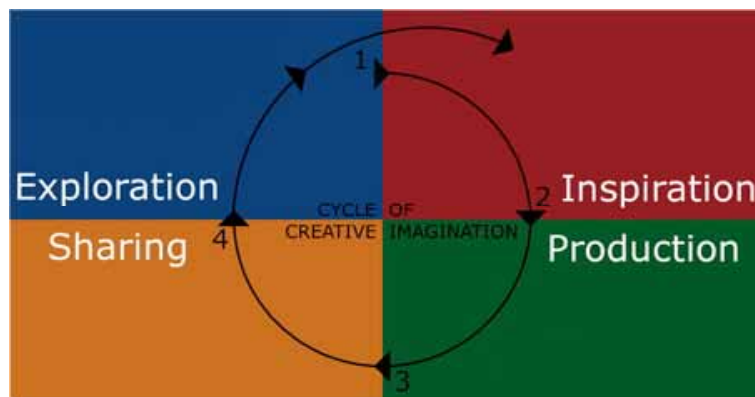 1
Exploration
2
Inspiration
CYCLE OF
CREATIVE IMAGINATION
Sharing
4
Production
3